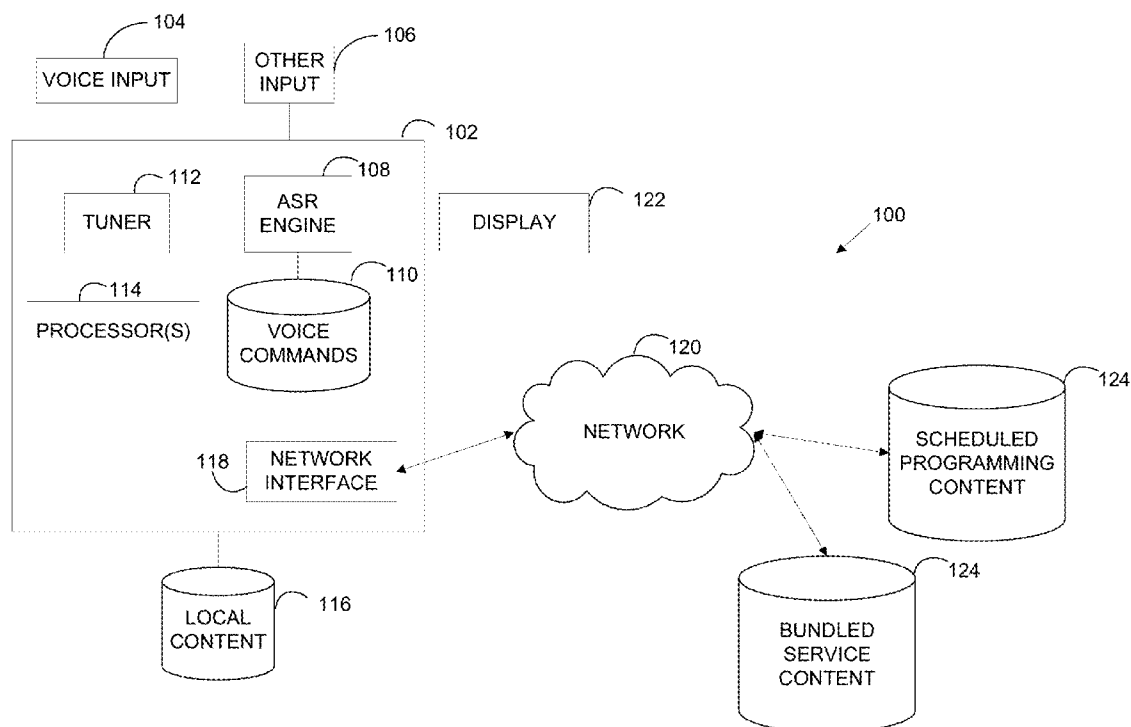 104
VOICE INPUT
106
OTHER
INPUT
102
112
TUNER
108
ASR
ENGINE
122
DISPLAY
100
114
PROCESSOR(S)
110
VOICE
COMMANDS
120
NETWORK
124
SCHEDULED
PROGRAMMING
CONTENT
118
NETWORK
INTERFACE
116
LOCAL
CONTENT
124
BUNDLED
SERVICE
CONTENT